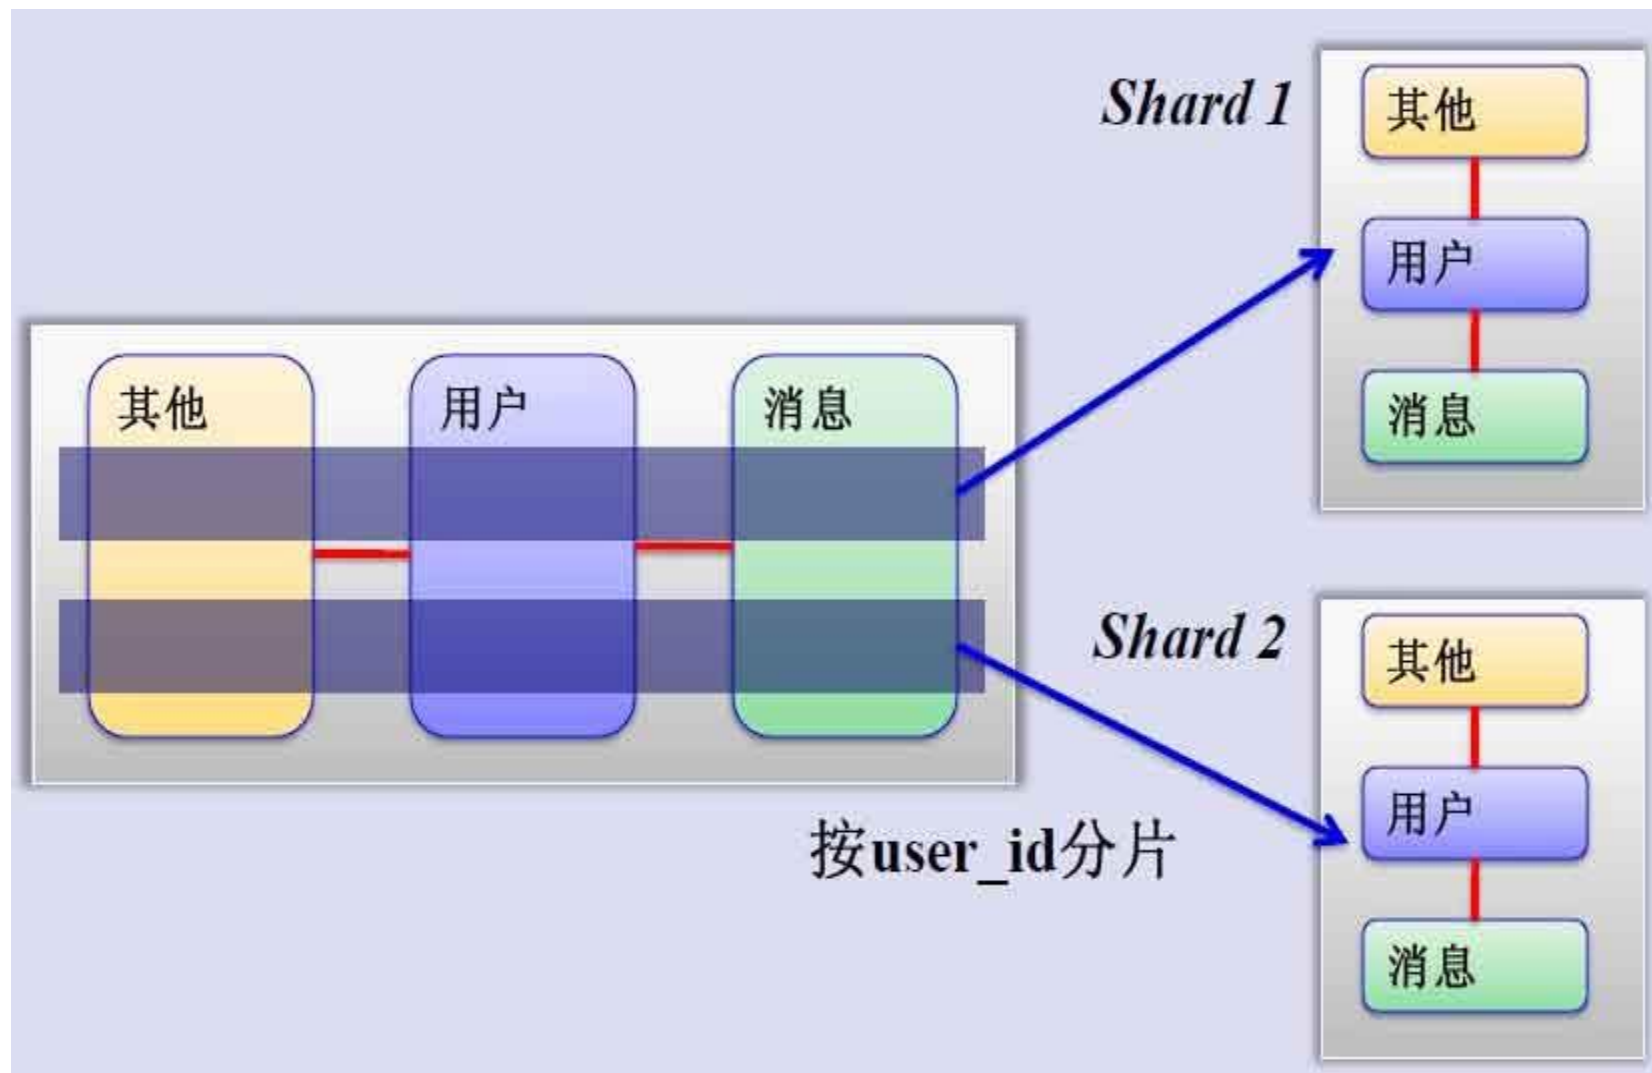 Shard 1
其他
用户
消息
其他 用户 消息
Shard 2
其他
用户
消息
按user_id分片